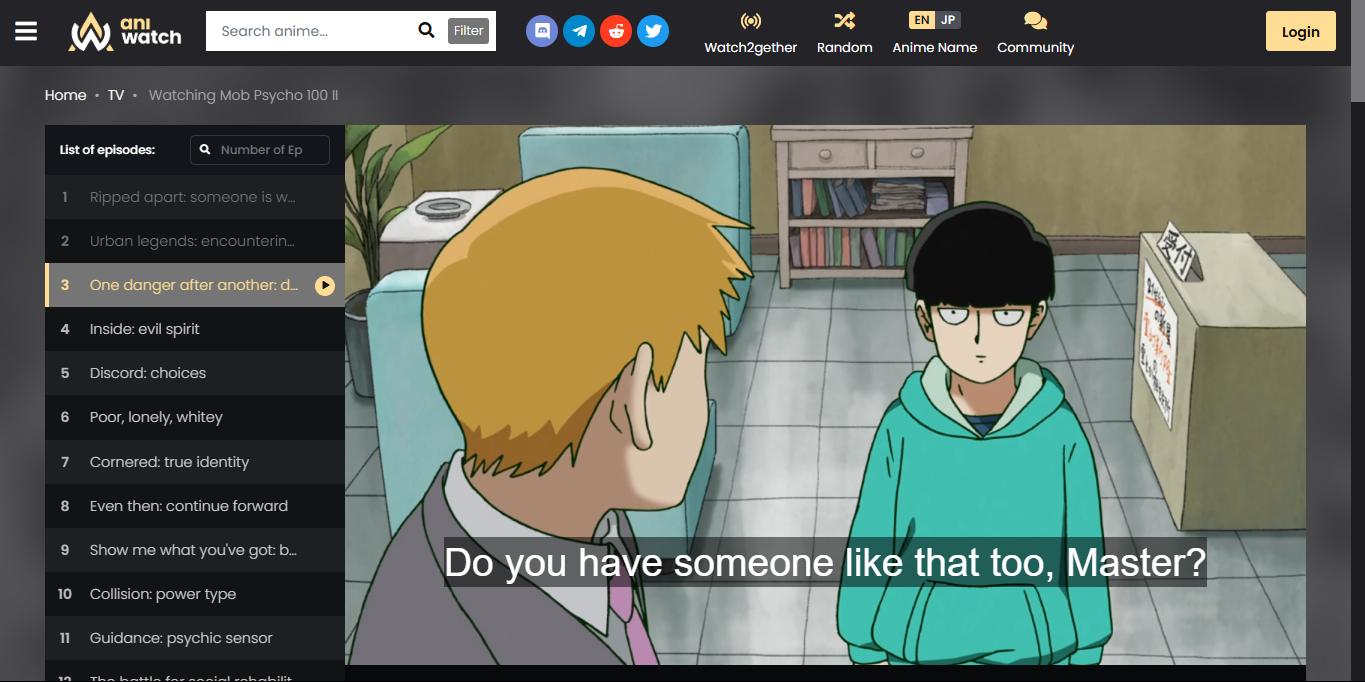 ani
watch
Search anime...
Filter
Watch2gether
Random
EN JP
Anime Name
Community
Login
Home • TV • Watching Mob Psycho 100 II
List of episodes:
Number of Ep
1 Ripped apart: someone is w...
2 Urban legends: encounterin...
3 One danger after another: d...
4 Inside: evil spirit
5 Discord: choices
6 Poor, lonely, whitey
7 Cornered: true identity
8 Even then: continue forward
9 Show me what you've got: b...
10 Collision: power type
11 Guidance: psychic sensor
12 The battle for social rehabilit
受付
Do you have someone like that too, Master?